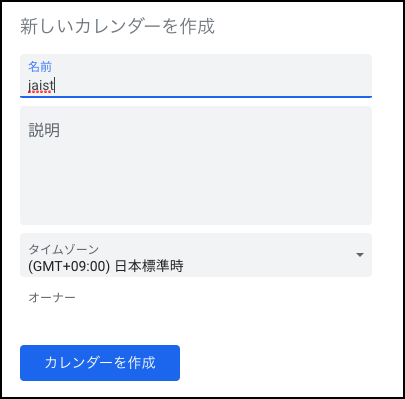 新しいカレンダーを作成
名前
jaist
説明
タイムゾーン
(GMT+09:00) 日本標準時
オーナー
カレンダーを作成